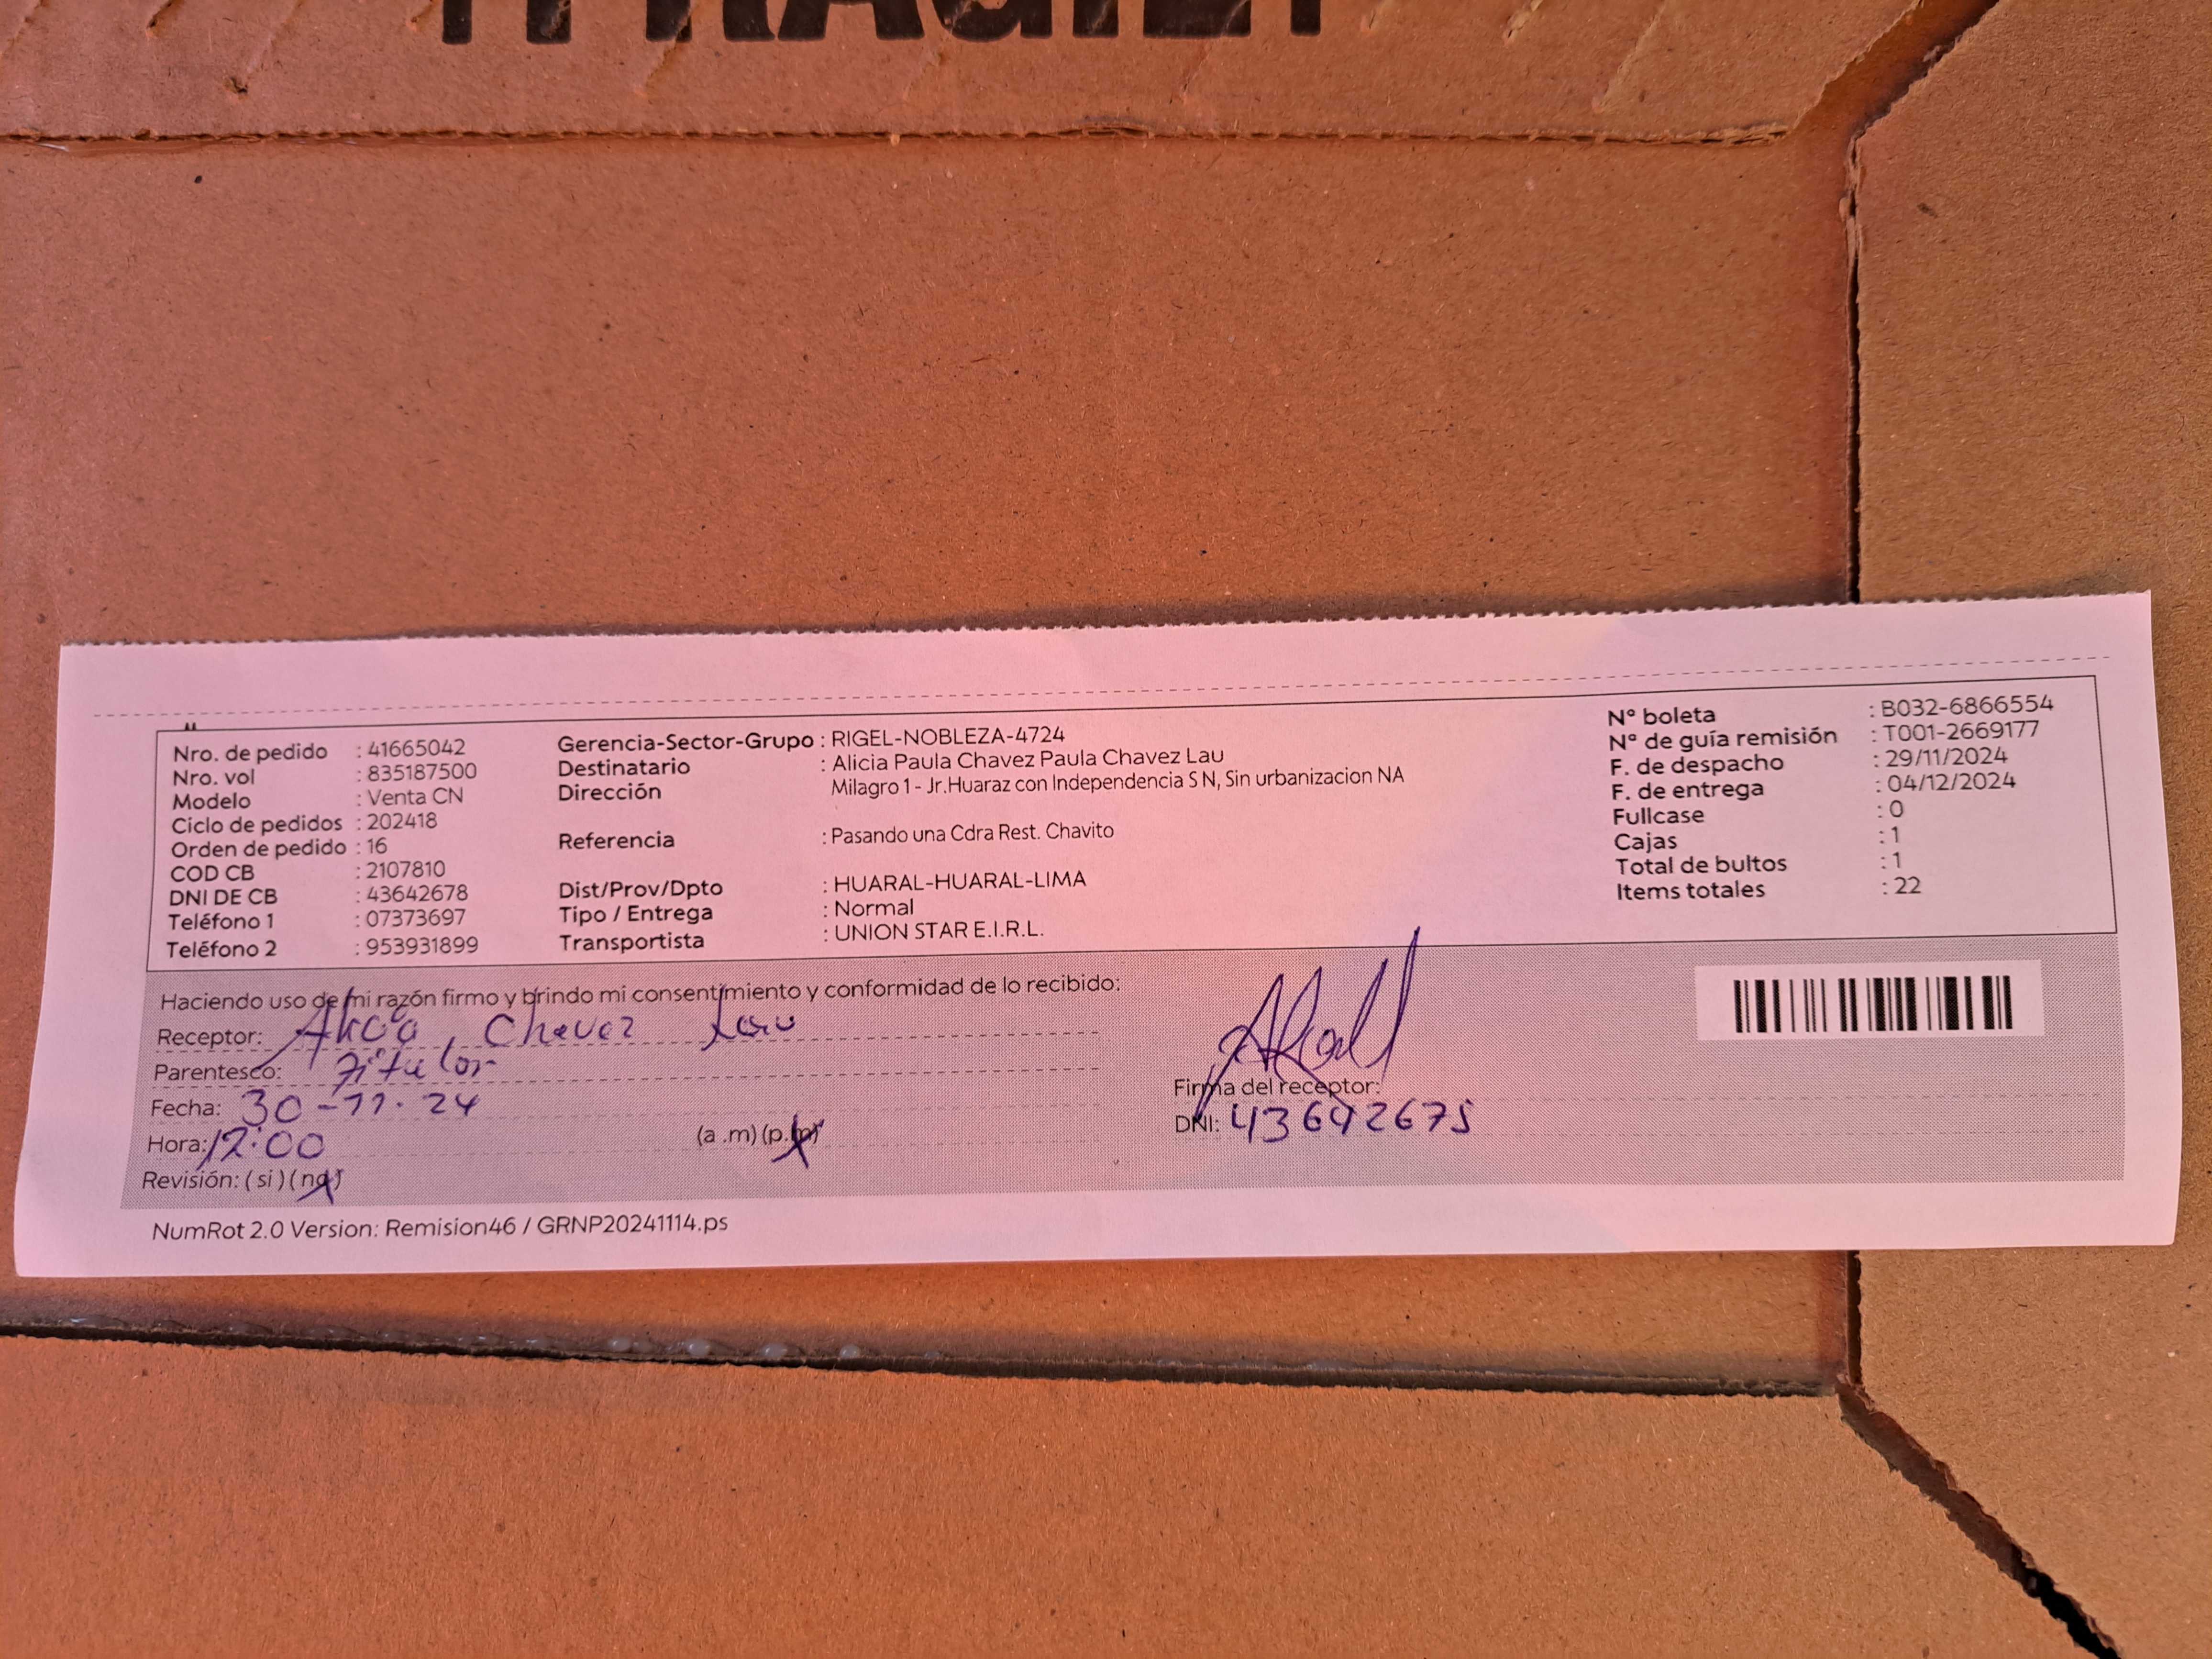 FRAGIL
Nro. de pedido : 41665042
Nro. vol : 835187500
Modelo : Venta CN
Ciclo de pedidos : 202418
Orden de pedido : 16
COD CB : 2107810
DNI DE CB : 43642678
Teléfono 1 : 07373697
Teléfono 2 : 953931899
Gerencia-Sector-Grupo : RIGEL-NOBLEZA-4724
Destinatario : Alicia Paula Chavez Paula Chavez Lau
Dirección Milagro 1 - Jr.Huaraz con Independencia S N, Sin urbanizacion NA
Referencia : Pasando una Cdra Rest. Chavito
Dist/Prov/Dpto : HUARAL-HUARAL-LIMA
Tipo / Entrega : Normal
Transportista : UNION STAR E.I.R.L.
N° boleta : B032-6866554
N° de guía remisión : T001-2669177
F. de despacho : 29/11/2024
F. de entrega : 04/12/2024
Fullcase : 0
Cajas : 1
Total de bultos : 1
Items totales : 22
Haciendo uso de mi razón firmo y brindo mi consentimiento y conformidad de lo recibido:
Receptor: Alicia Chavez Lau
Parentesco: Titular
Fecha: 30-11-24
Hora: 12:00 (a .m) (p.m)
Revisión: ( si ) ( no )
Firma del receptor:
DNI: 43642675
NumRot 2.0 Version: Remision46 / GRNP20241114.ps